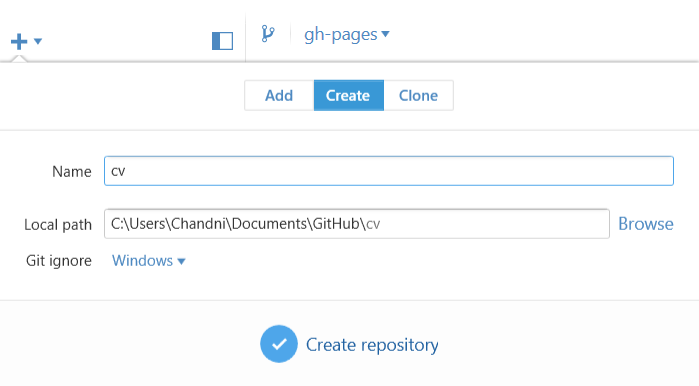 gh-pages
Add Create Clone
Name cv
Local path C:\Users\Chandni\Documents\GitHub\cv Browse
Git ignore Windows
Create repository